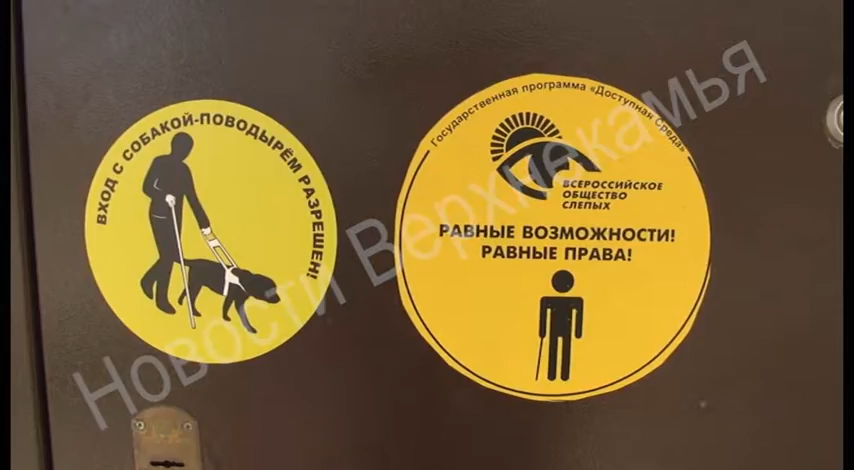 ВХОД С СОБАКОЙ-ПОВОДЫРЁМ РАЗРЕШЕН!
Государственная программа «Доступная Среда»
ВСЕРОССИЙСКОЕ
ОБЩЕСТВО
СЛЕПЫХ
РАВНЫЕ ВОЗМОЖНОСТИ!
РАВНЫЕ ПРАВА!
Новости Верхнекамья